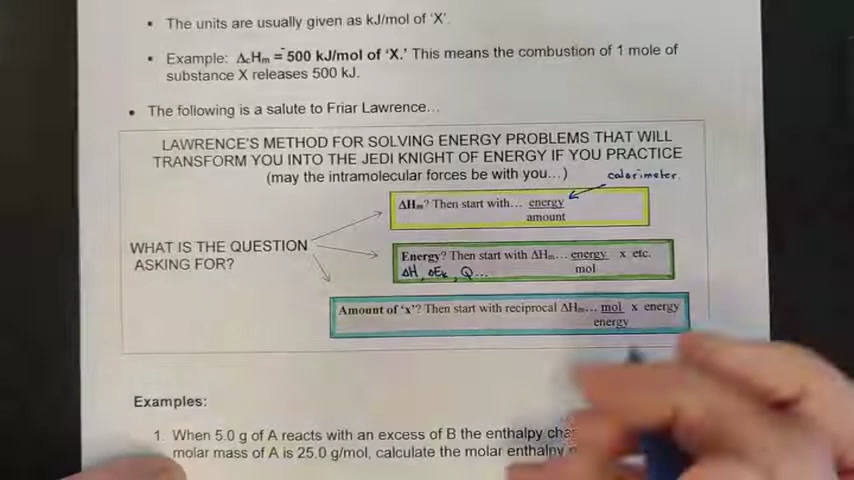 • The units are usually given as kJ/mol of 'X'.
• Example: ΔcHm = ⁻500 kJ/mol of 'X.' This means the combustion of 1 mole of
substance X releases 500 kJ.
• The following is a salute to Friar Lawrence…
LAWRENCE'S METHOD FOR SOLVING ENERGY PROBLEMS THAT WILL
TRANSFORM YOU INTO THE JEDI KNIGHT OF ENERGY IF YOU PRACTICE
(may the intramolecular forces be with you…)
calorimeter.
ΔHm? Then start with… energy
amount
WHAT IS THE QUESTION
ASKING FOR?
Energy? Then start with ΔHm… energy x etc.
mol
ΔH, ΔEk, Q...
Amount of 'x'? Then start with reciprocal ΔHm… mol x energy
energy
Examples:
1. When 5.0 g of A reacts with an excess of B the enthalpy
molar mass of A is 25.0 g/mol, calculate the molar enthalpy